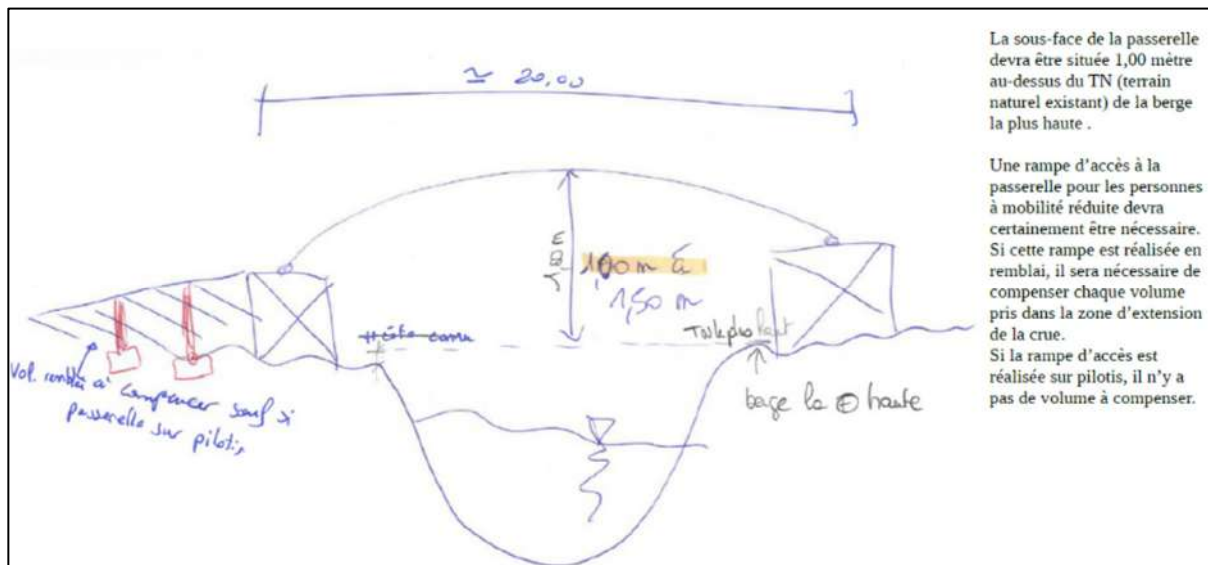 ≃ 20,00
La sous-face de la passerelle
devra être située 1,00 mètre
au-dessus du TN (terrain
naturel existant) de la berge
la plus haute .
Une rampe d'accès à la
passerelle pour les personnes
à mobilité réduite devra
certainement être nécessaire.
Si cette rampe est réalisée en
remblai, il sera nécessaire de
compenser chaque volume
pris dans la zone d'extension
de la crue.
Si la rampe d'accès est
réalisée sur pilotis, il n'y a
pas de volume à compenser.
1,00 m à
1,50 m
TN le plus haut
berge la ⊕ haute
Vol. remblai à compenser sauf si
passerelle sur pilotis